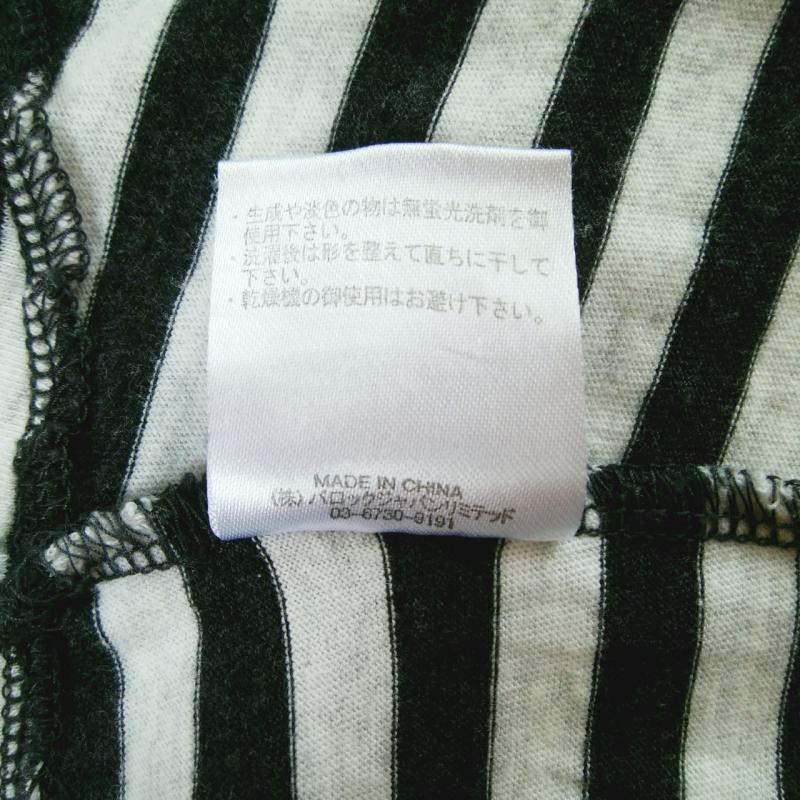 ・生成や淡色の物は無蛍光洗剤を御
使用下さい。
・洗濯後は形を整えて直ちに干して
下さい。
・乾燥機の御使用はお避け下さい。
MADE IN CHINA
(株)バロックジャパンリミテッド
03-6730-9191